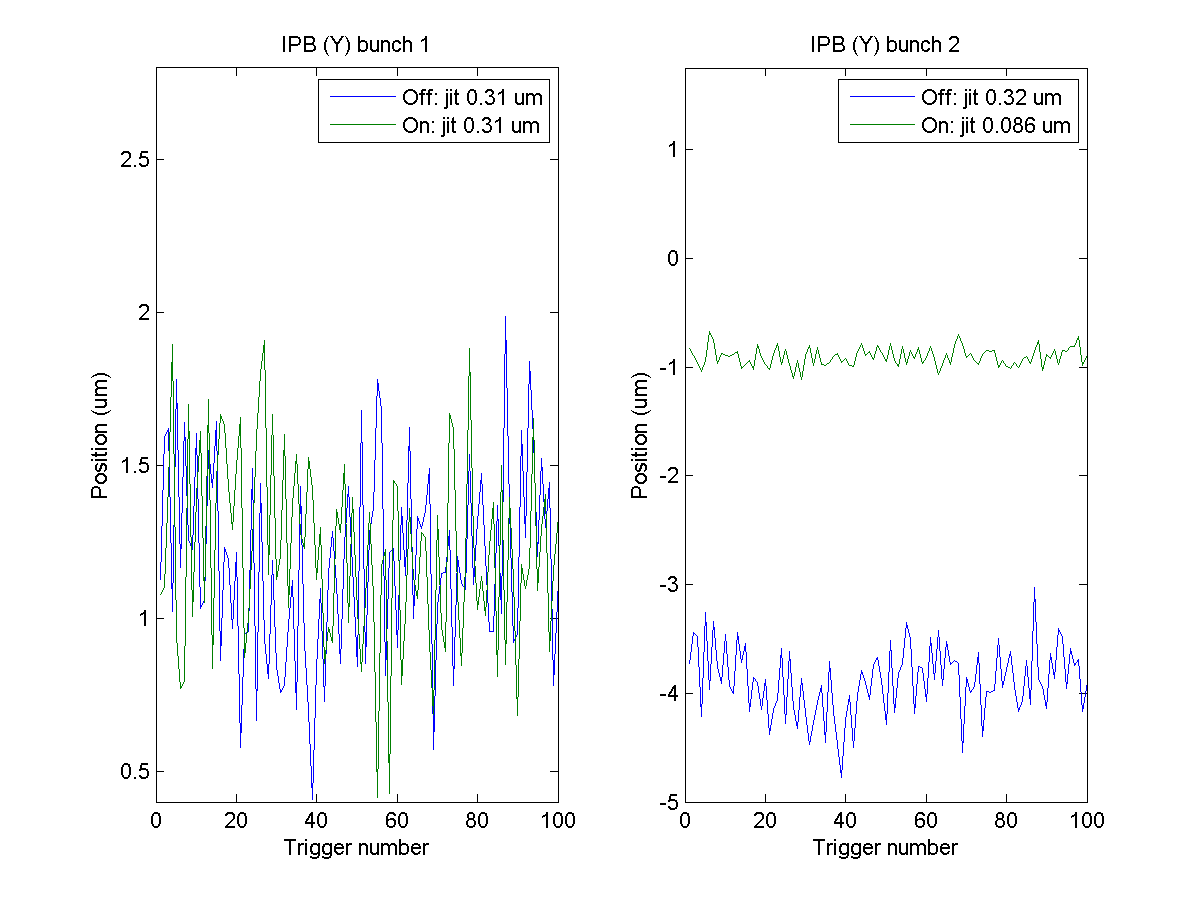 IPB (Y) bunch 1
Off: jit 0.31 um
On: jit 0.31 um
2.5
2
1.5
1
0.5
Position (um)
0 20 40 60 80 100
Trigger number
IPB (Y) bunch 2
Off: jit 0.32 um
On: jit 0.086 um
1
0
-1
-2
-3
-4
-5
Position (um)
0 20 40 60 80 100
Trigger number